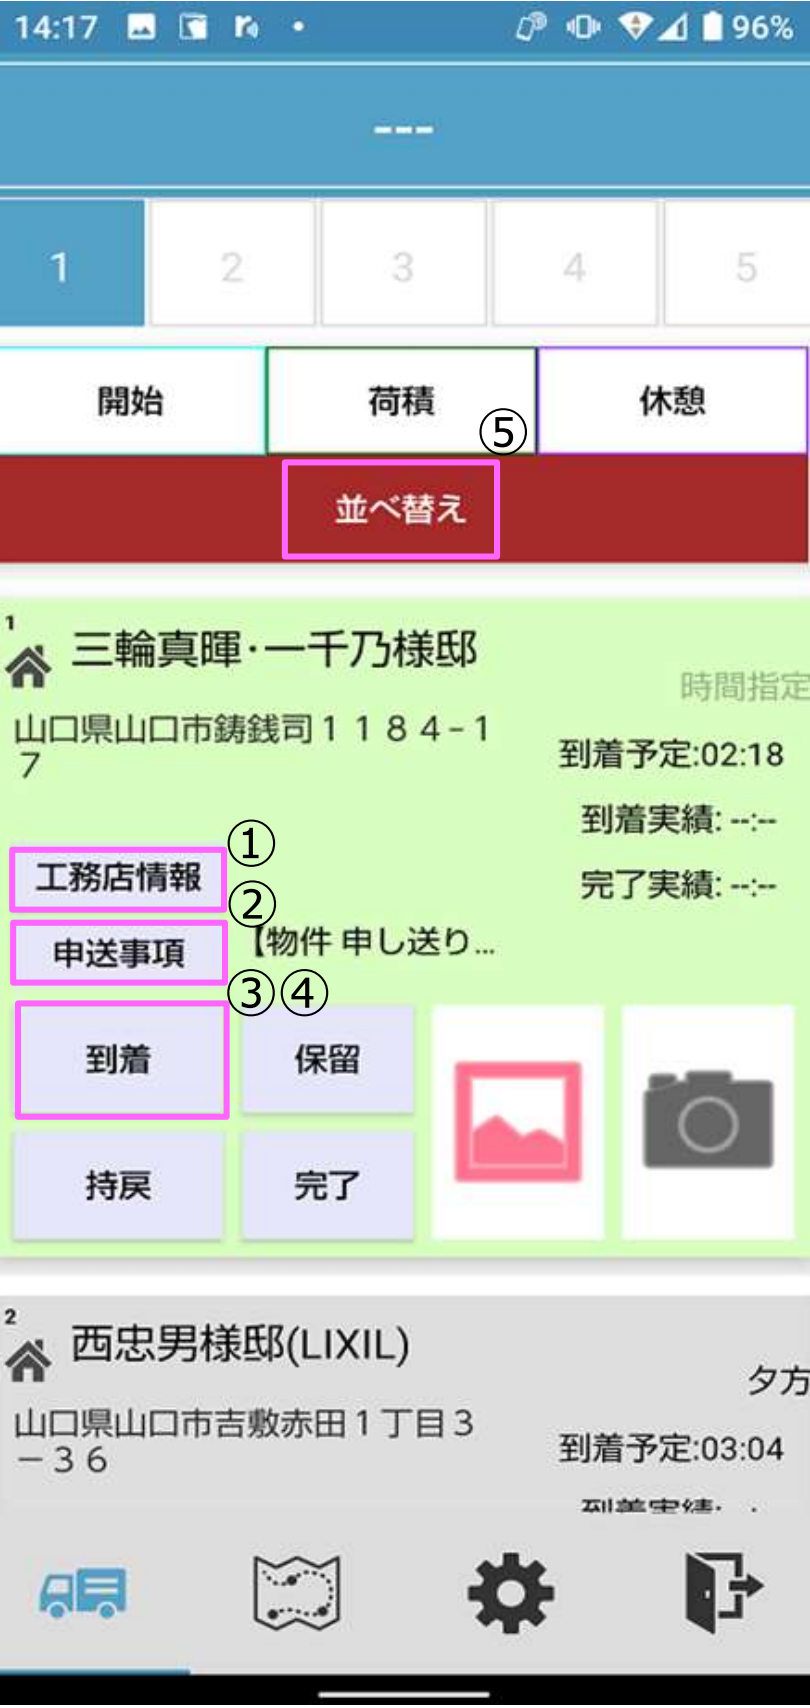 14:17 96%
---
1 2 3 4 5
開始 荷積 休憩
⑤
並べ替え
1
三輪真暉・一千乃様邸
時間指定
山口県山口市鋳銭司１１８４−１
７
到着予定:02:18
到着実績: --:--
①
工務店情報
完了実績: --:--
②
申送事項 【物件 申し送り...
③④
到着 保留
持戻 完了
2
西忠男様邸(LIXIL)
夕方
山口県山口市吉敷赤田１丁目３
−３６
到着予定:03:04
到着実績: